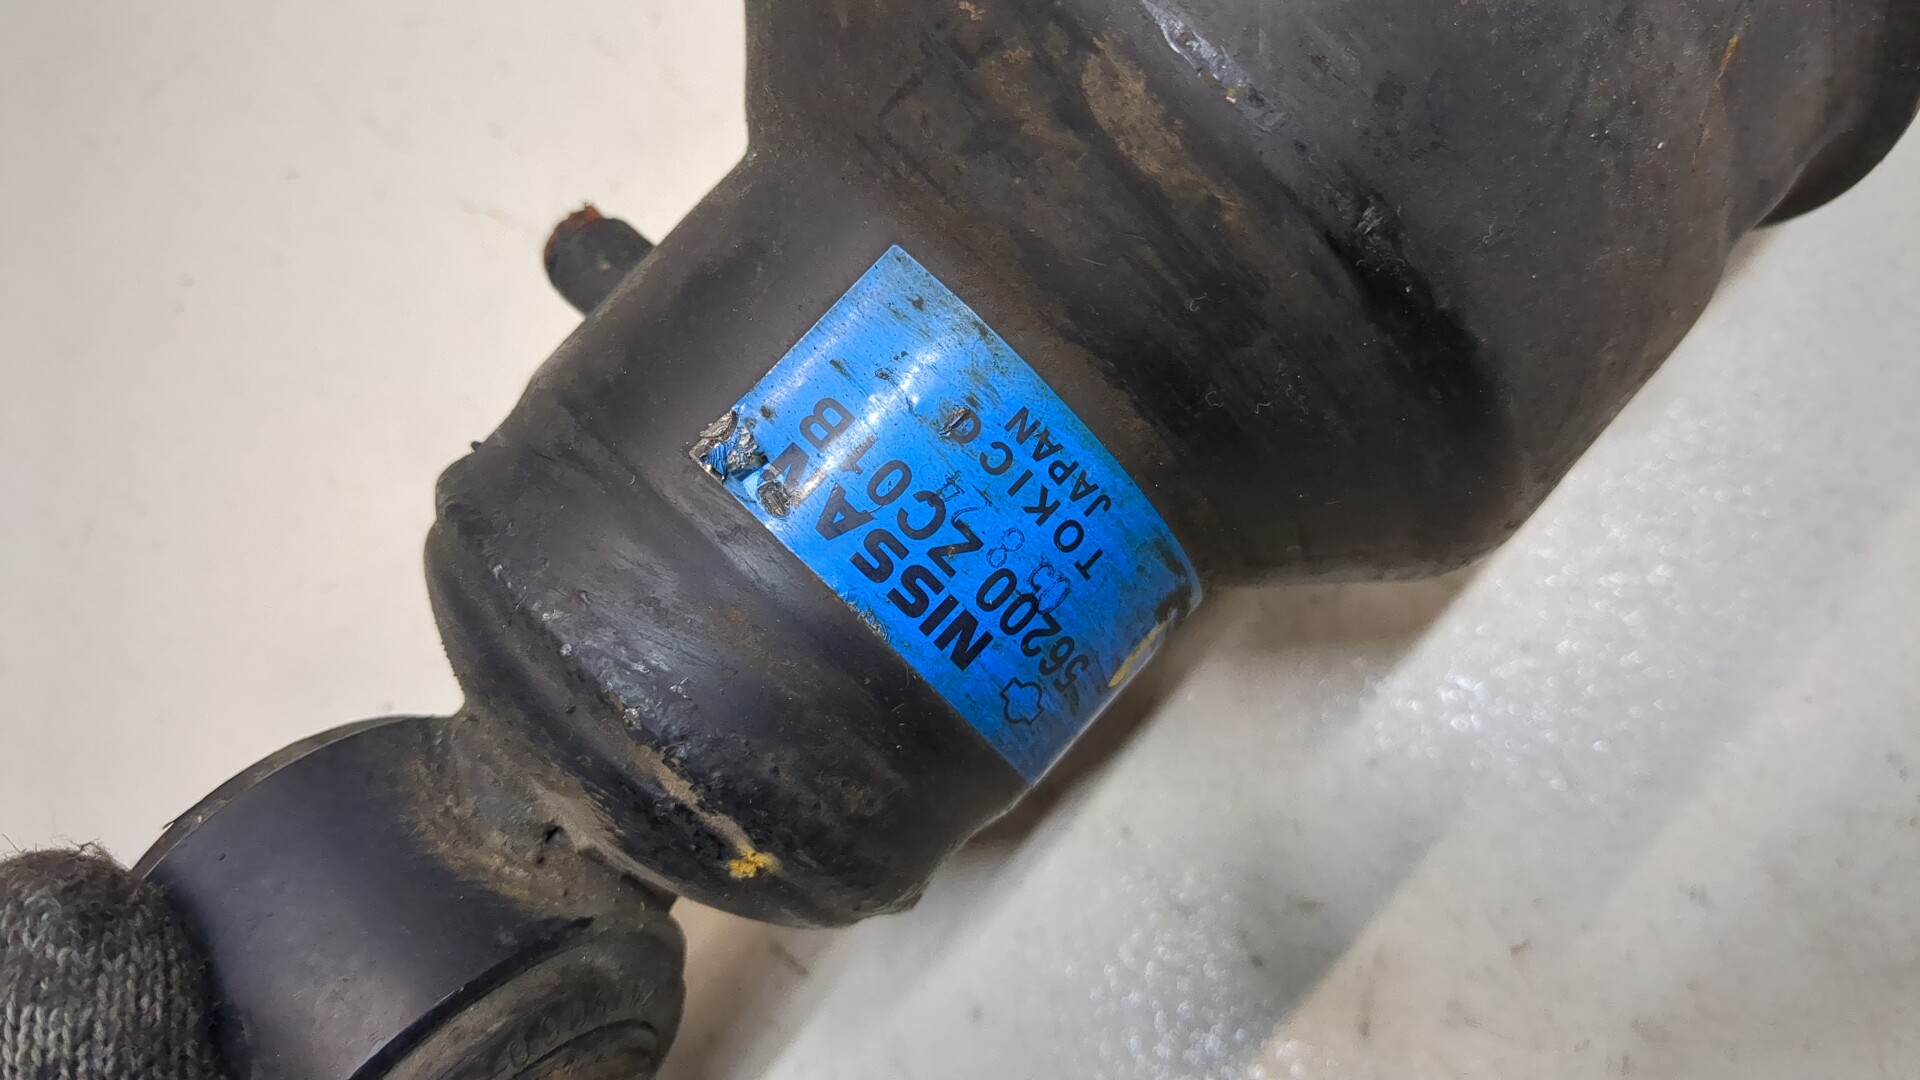 NISSAN
56200 ZC01B
TOKICO
JAPAN